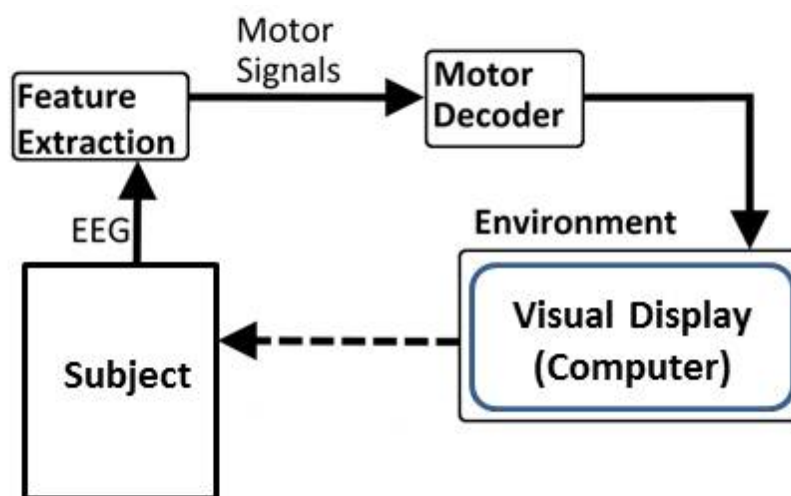 Motor
Signals
Feature
Extraction
Motor
Decoder
EEG
Environment
Visual Display
(Computer)
Subject